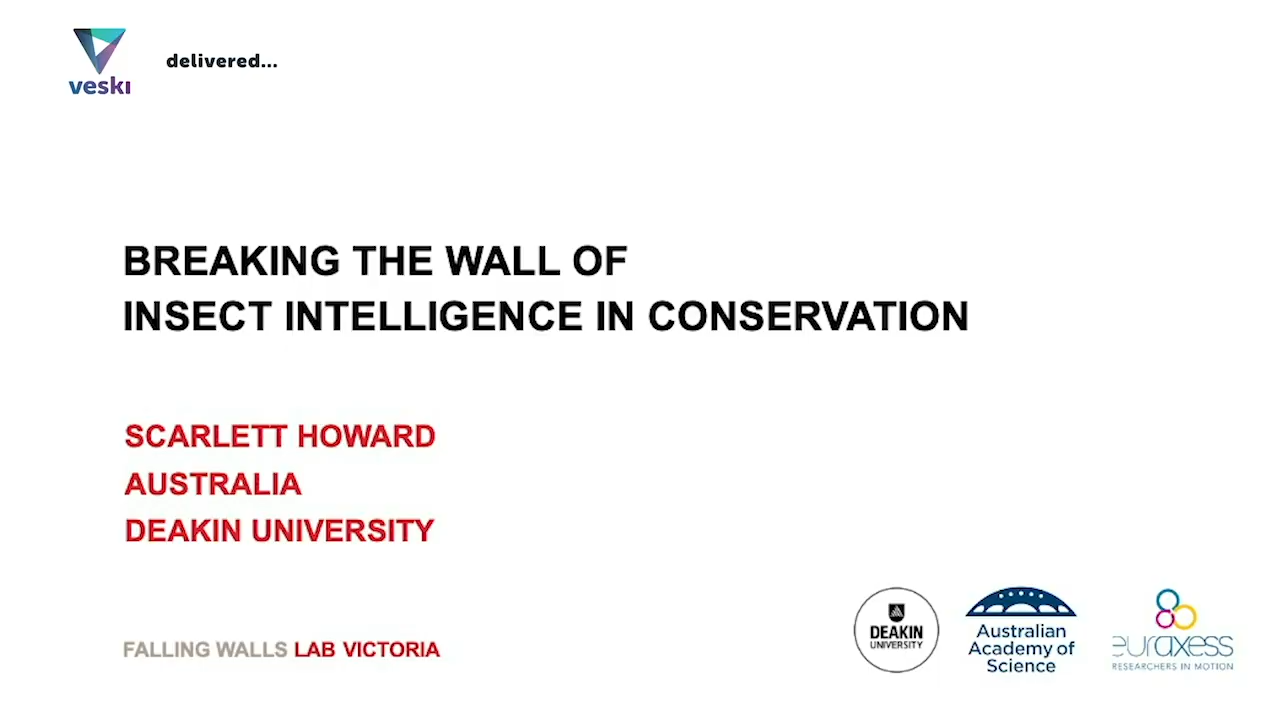 veski
delivered...
BREAKING THE WALL OF
INSECT INTELLIGENCE IN CONSERVATION
SCARLETT HOWARD
AUSTRALIA
DEAKIN UNIVERSITY
FALLING WALLS LAB VICTORIA
DEAKIN
UNIVERSITY
Australian
Academy of
Science
euraxess
RESEARCHERS IN MOTION